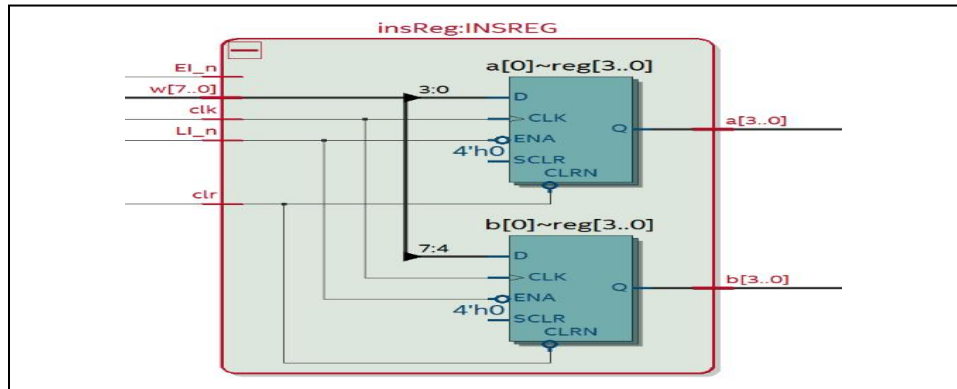 insReg:INSREG
EI_n
w[7..0]
clk
LI_n
clr
a[0]~reg[3..0]
3:0
D
CLK
ENA
4'h0
SCLR
CLRN
Q
a[3..0]
b[0]~reg[3..0]
7:4
D
CLK
ENA
4'h0
SCLR
CLRN
Q
b[3..0]